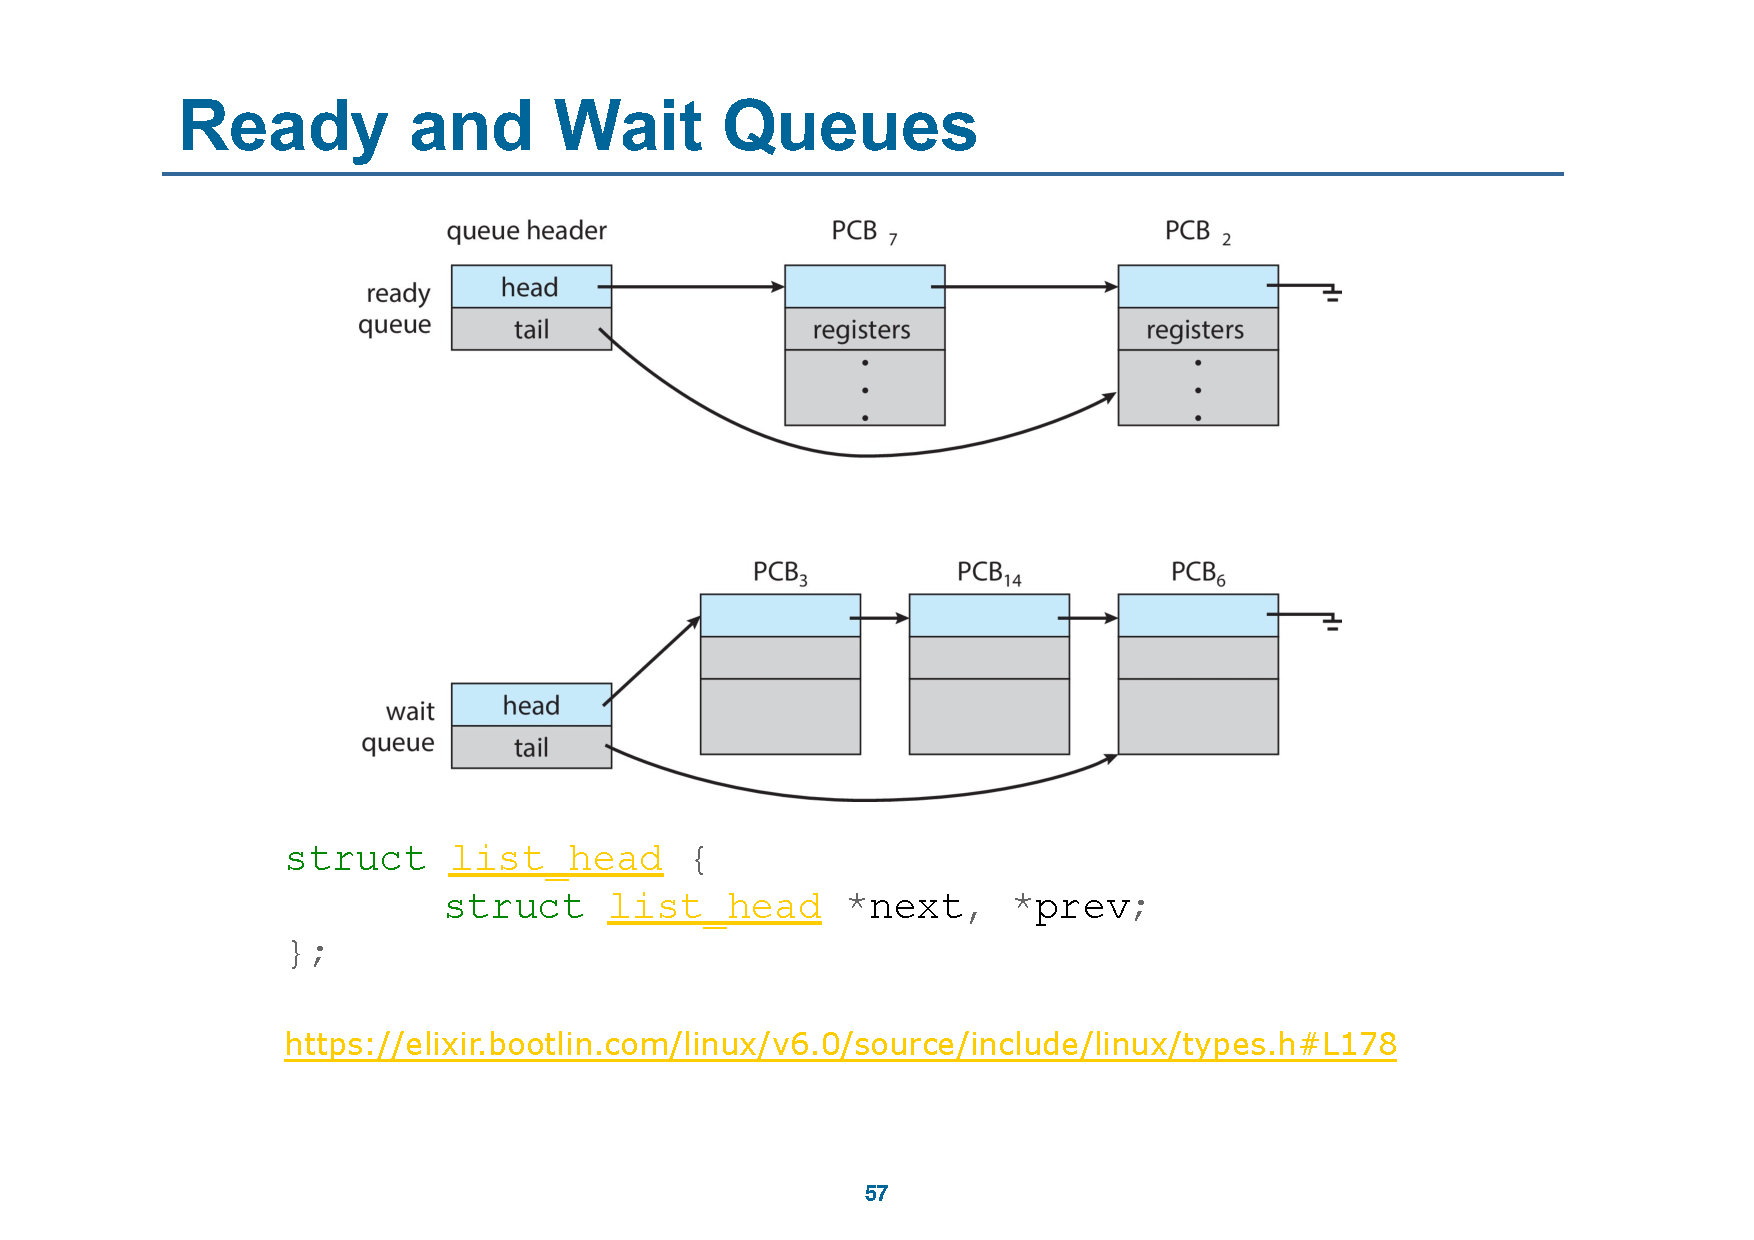 Ready and Wait Queues
queue header
PCB 7
PCB 2
ready
queue
head
tail
registers
registers
PCB3
PCB14
PCB6
wait
queue
head
tail
struct list_head {
struct list_head *next, *prev;
};
https://elixir.bootlin.com/linux/v6.0/source/include/linux/types.h#L178
57